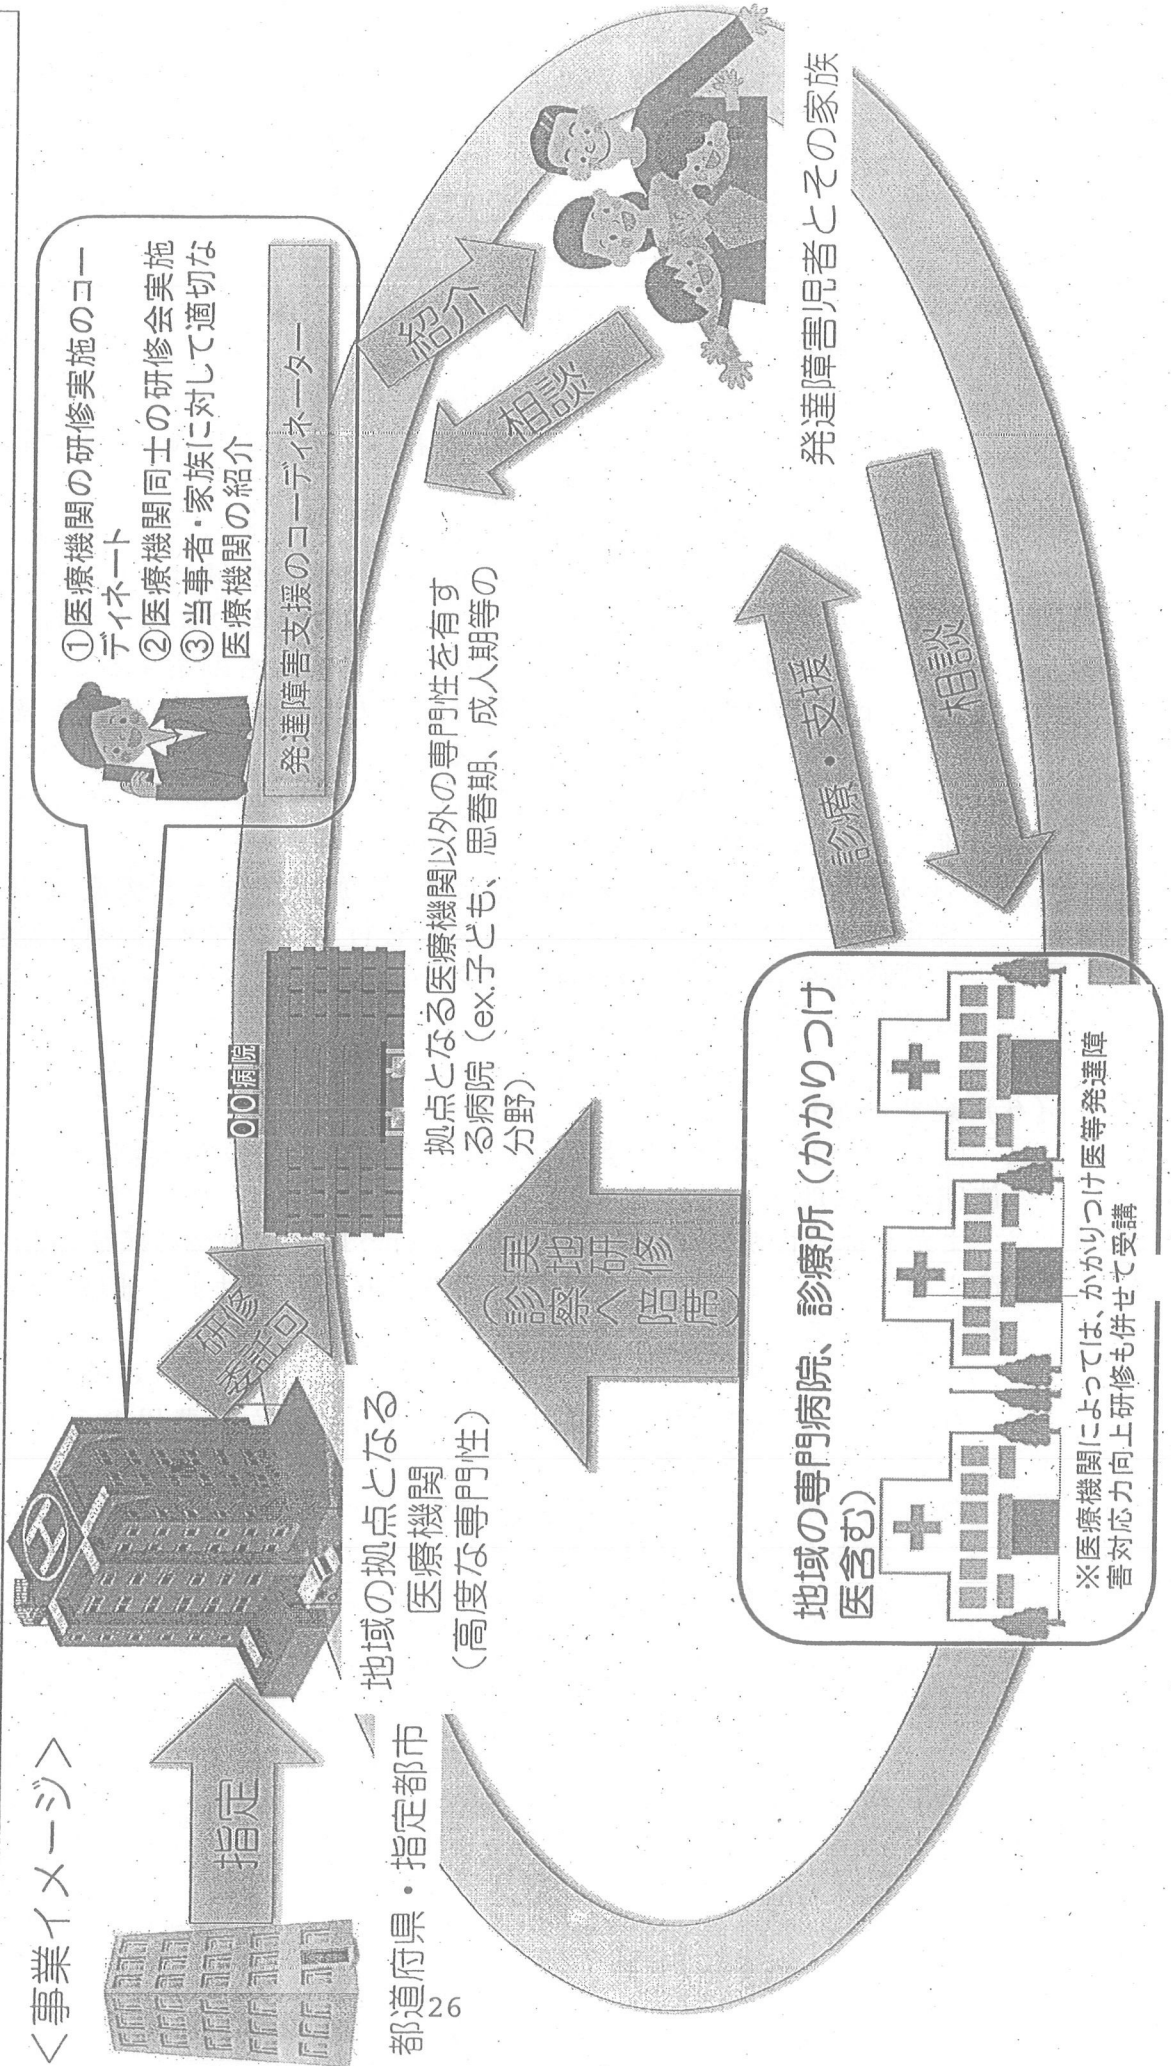 ＜事業イメージ＞
指定
都道府県・指定都市
地域の拠点となる
医療機関
（高度な専門性）
研修
委託可
〇〇病院
拠点となる医療機関以外の専門性を有す
る病院（ex.子ども、思春期、成人期等の
分野）
①医療機関の研修実施のコー
ディネート
②医療機関同士の研修会実施
③当事者・家族に対して適切な
医療機関の紹介
発達障害支援のコーディネーター
紹介
相談
発達障害児者とその家族
実地研修
（診察へ陪席）
診療・支援
相談
地域の専門病院、診療所（かかりつけ
医含む）
※医療機関によっては、かかりつけ医等発達障
害対応力向上研修も併せて受講
26